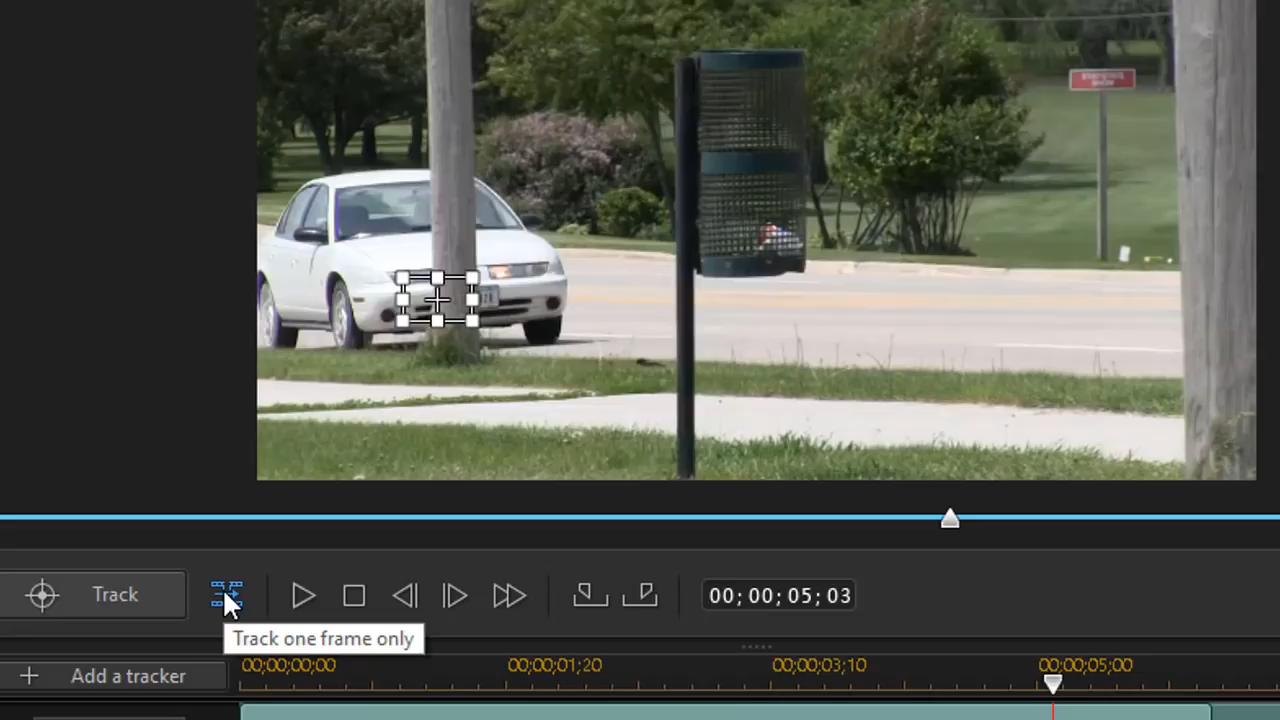 Track
00; 00; 05; 03
Track one frame only
Add a tracker
00;00;00;00
00;00;01;20
00;00;03;10
00;00;05;00